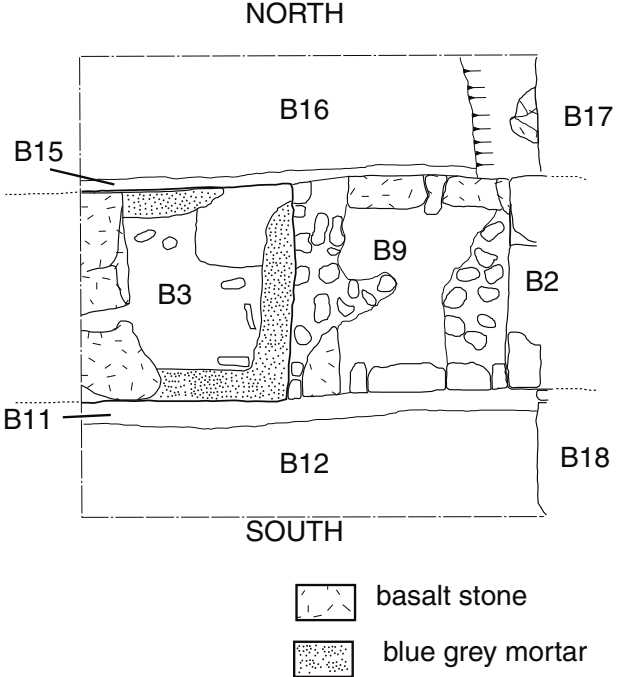 NORTH
B16
B17
B15
B9
B3
B2
B11
B12
B18
SOUTH
basalt stone
blue grey mortar